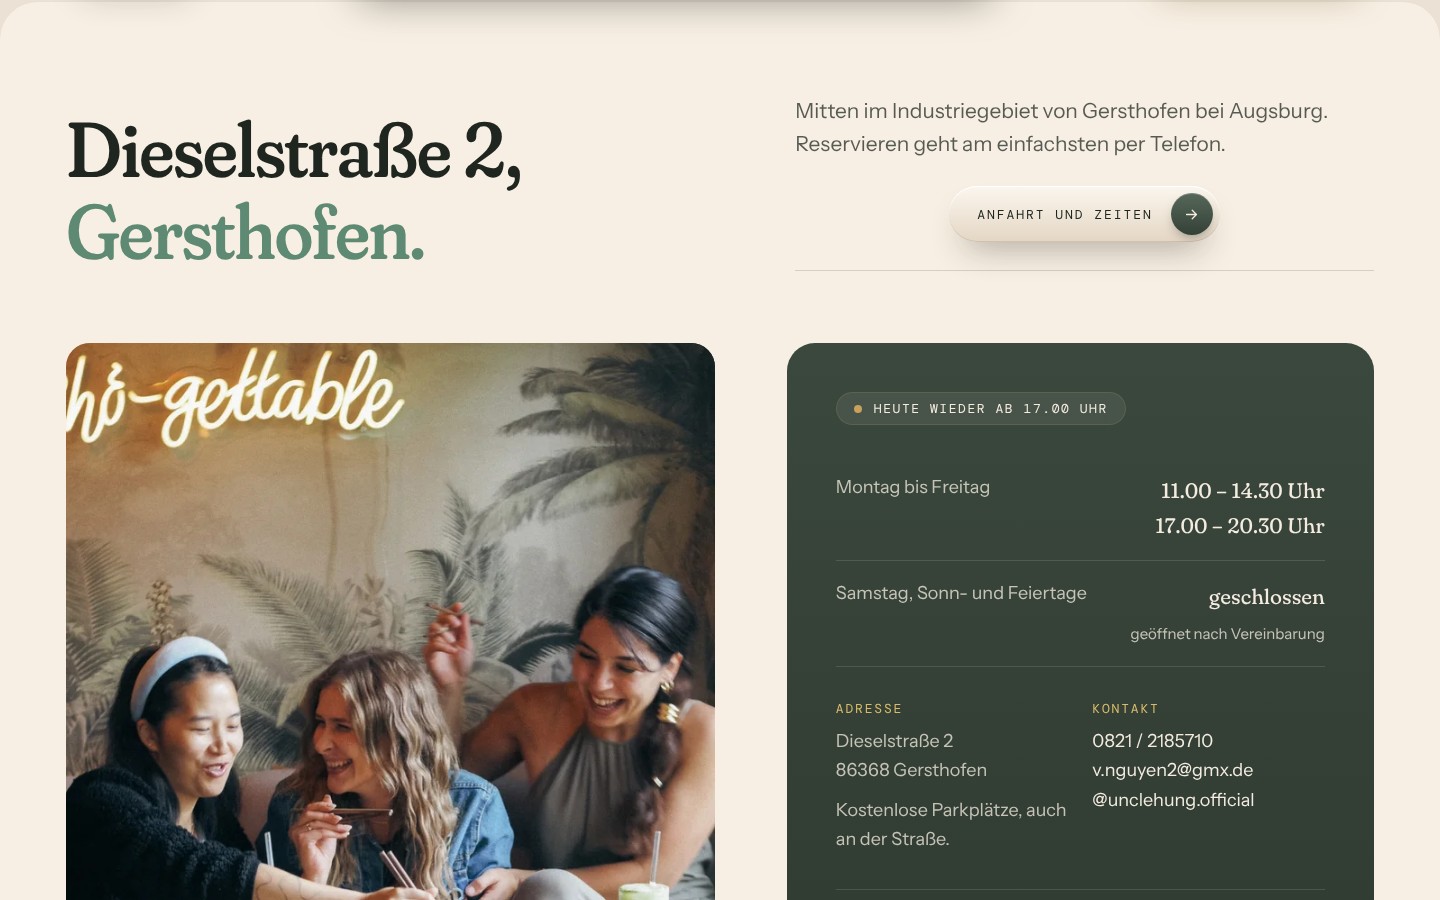 Mitten im Industriegebiet von Gersthofen bei Augsburg.
Reservieren geht am einfachsten per Telefon.
Dieselstraße 2,
Gersthofen.
ANFAHRT UND ZEITEN
hở-gettable
HEUTE WIEDER AB 17.00 UHR
Montag bis Freitag
11.00 – 14.30 Uhr
17.00 – 20.30 Uhr
Samstag, Sonn- und Feiertage
geschlossen
geöffnet nach Vereinbarung
ADRESSE
Dieselstraße 2
86368 Gersthofen
Kostenlose Parkplätze, auch
an der Straße.
KONTAKT
0821 / 2185710
v.nguyen2@gmx.de
@unclehung.official